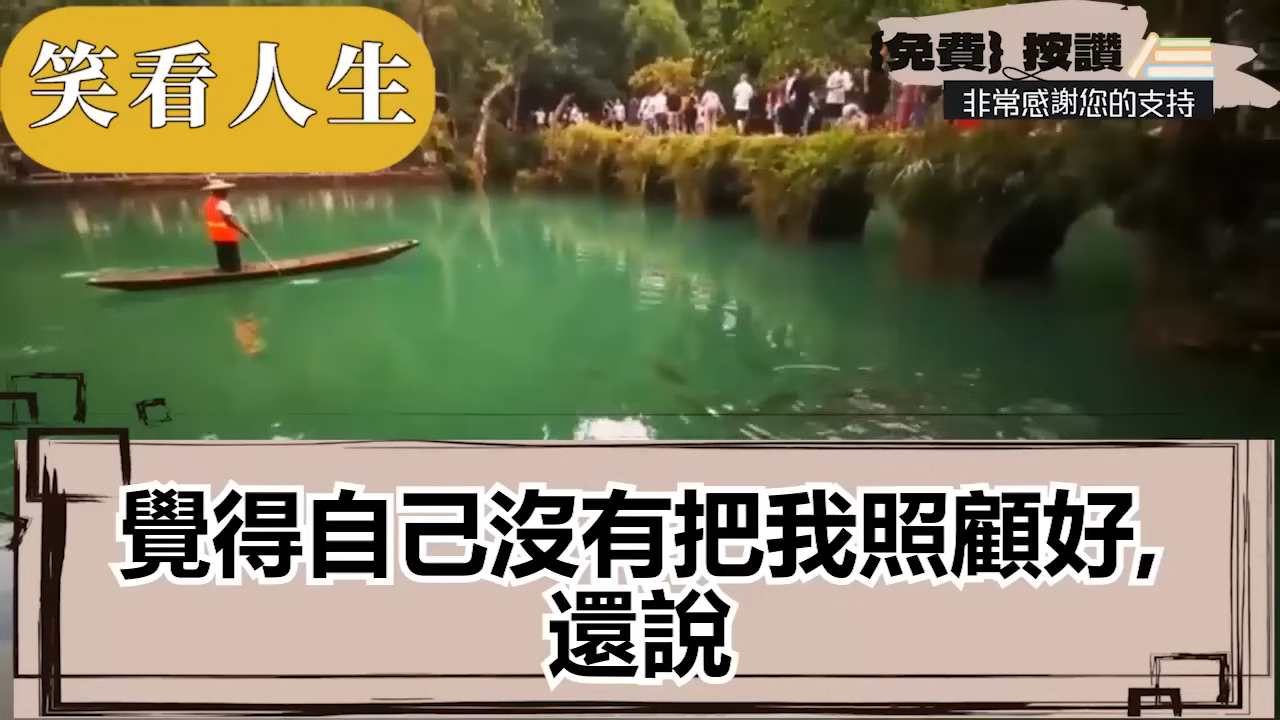 笑看人生
{免費} 按讚
非常感謝您的支持
覺得自己沒有把我照顧好,
還說